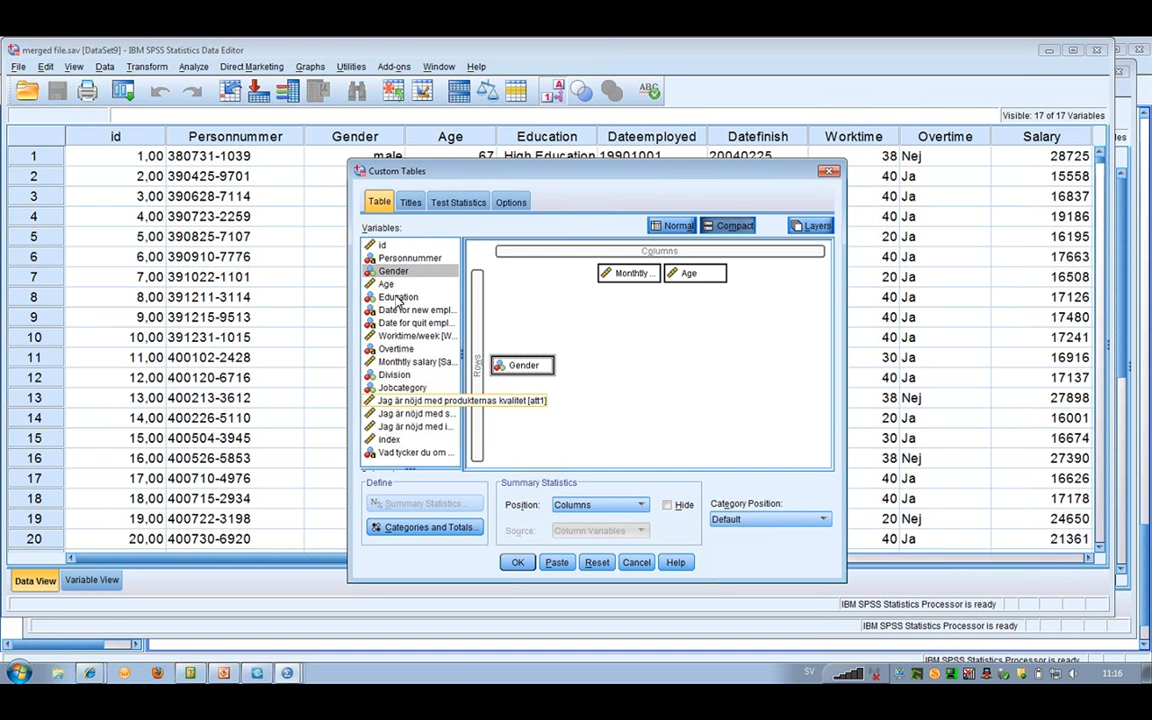 merged file.sav [DataSet9] - IBM SPSS Statistics Data Editor
File Edit View Data Transform Analyze Direct Marketing Graphs Utilities Add-ons Window Help
Visible: 17 of 17 Variables
id Personnummer Gender Age Education Dateemployed Datefinish Worktime Overtime Salary
1 1,00 380731-1039 male 67 High Education 19901001 20040225 38 Nej 28725
2 2,00 390425-9701 40 Ja 15558
3 3,00 390628-7114 40 Ja 16837
4 4,00 390723-2259 40 Ja 19186
5 5,00 390825-7107 40 Ja 16195
6 6,00 390910-7776 40 Ja 17663
7 7,00 391022-1101 20 Ja 16508
8 8,00 391211-3114 40 Ja 17126
9 9,00 391215-9513 40 Ja 17480
10 10,00 391231-1015 40 Ja 17241
11 11,00 400102-2428 30 Ja 16916
12 12,00 400120-6716 40 Ja 17137
13 13,00 400213-3612 40 Ja 27898
14 14,00 400226-5110 40 Ja 16001
15 15,00 400504-3945 30 Ja 16674
16 16,00 400526-5853 38 Nej 27390
17 17,00 400710-4976 40 Ja 16626
18 18,00 400715-2934 40 Ja 17178
19 19,00 400722-3198 20 Nej 24650
20 20,00 400730-6920 40 Ja 21361
Custom Tables
Table Titles Test Statistics Options
Variables:
Normal Compact Layers
id
Personnummer
Gender
Age
Education
Date for new empl...
Date for quit empl...
Worktime/week [W...
Overtime
Monthly salary [Sa...
Division
Jobcategory
Jag är nöjd med produkternas kvalitet [att1]
Jag är nöjd med s...
Jag är nöjd med i...
index
Vad tycker du om ...
Columns
Monthly ... Age
Rows
Gender
Define
Summary Statistics...
Categories and Totals...
Summary Statistics
Position: Columns Hide
Source: Column Variables
Category Position:
Default
OK Paste Reset Cancel Help
Data View Variable View
IBM SPSS Statistics Processor is ready
IBM SPSS Statistics Processor is ready
IBM SPSS Statistics Processor is ready
SV 11:16